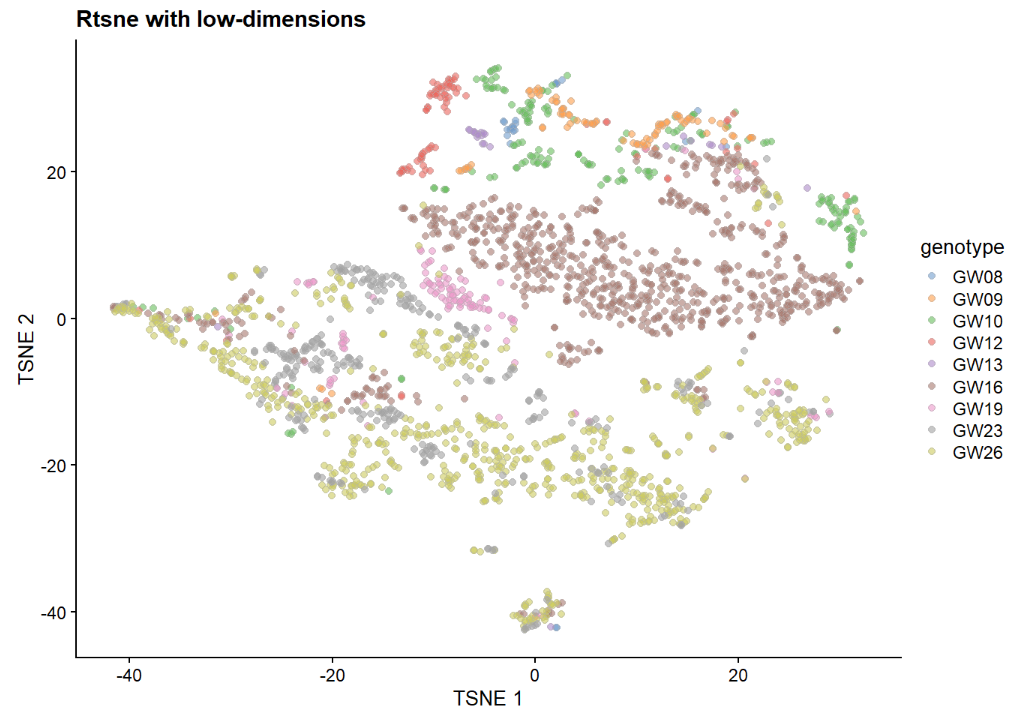 Rtsne with low-dimensions
20
0
-20
-40
TSNE 2
-40
-20
0
20
TSNE 1
genotype
GW08
GW09
GW10
GW12
GW13
GW16
GW19
GW23
GW26